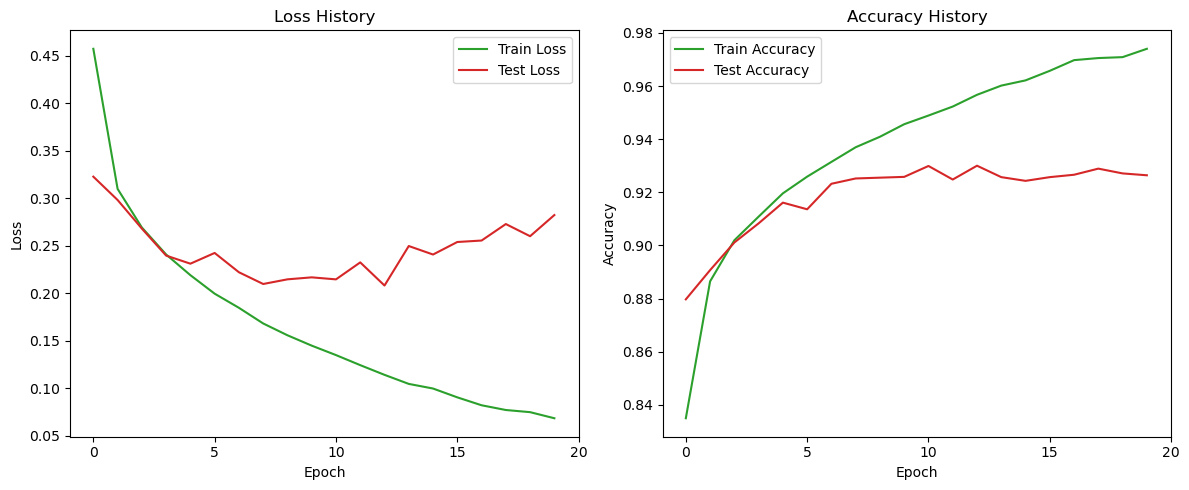 Loss History
Train Loss
Test Loss
0.45
0.40
0.35
0.30
0.25
0.20
0.15
0.10
0.05
Loss
0
5
10
15
20
Epoch
Accuracy History
Train Accuracy
Test Accuracy
0.98
0.96
0.94
0.92
0.90
0.88
0.86
0.84
Accuracy
0
5
10
15
20
Epoch